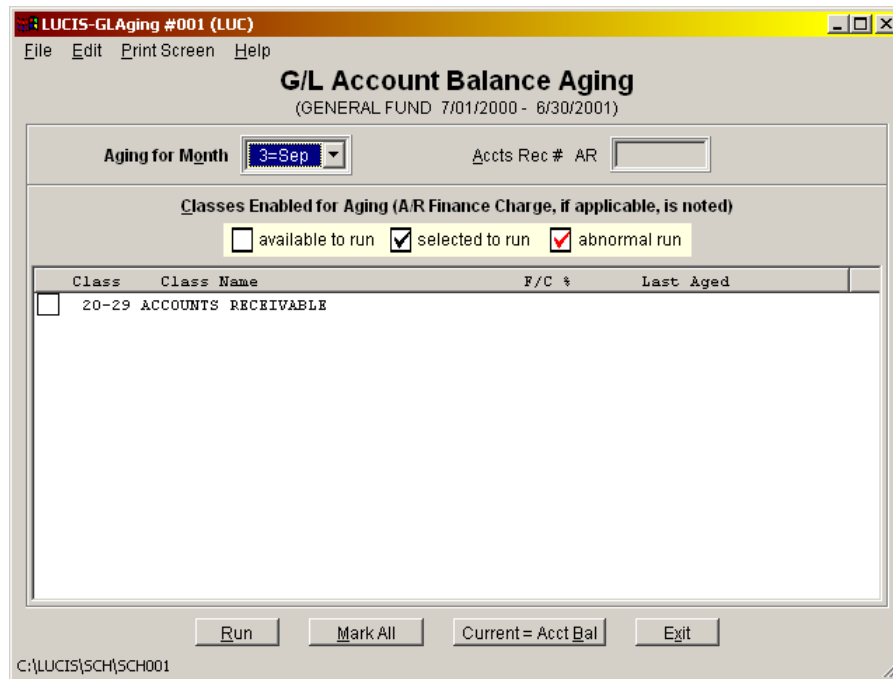 LUCIS-GLAging #001 (LUC)
File Edit Print Screen Help
G/L Account Balance Aging
(GENERAL FUND 7/01/2000 - 6/30/2001)
Aging for Month 3=Sep Accts Rec # AR
Classes Enabled for Aging (A/R Finance Charge, if applicable, is noted)
available to run selected to run abnormal run
Class Class Name F/C % Last Aged
20-29 ACCOUNTS RECEIVABLE
Run Mark All Current = Acct Bal Exit
C:\LUCIS\SCH\SCH001